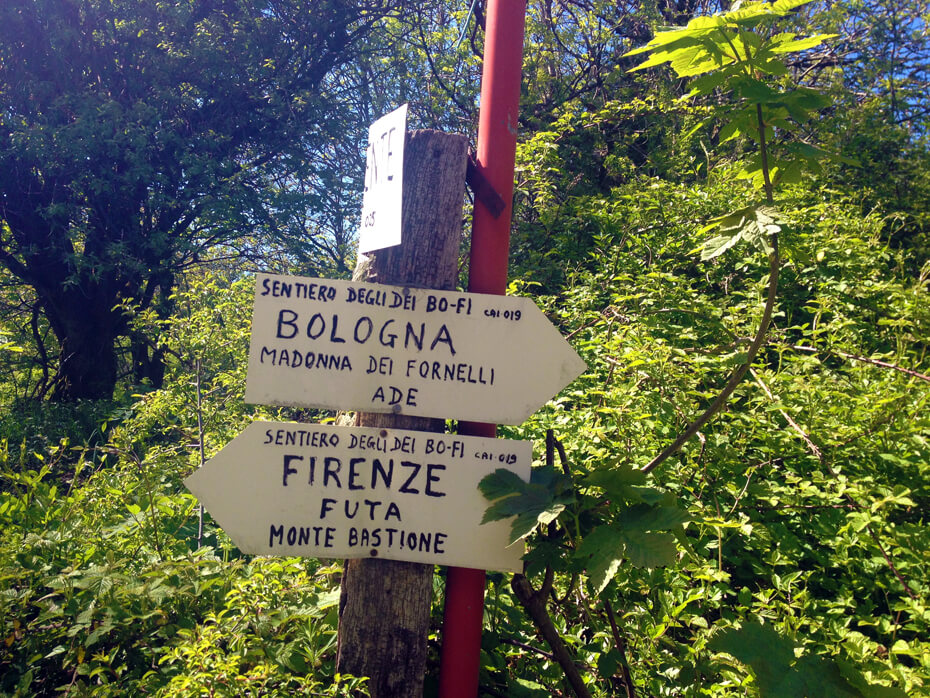 SENTIERO DEGLI DEI BO-FI CAI-019
BOLOGNA
MADONNA DEI FORNELLI
ADE
SENTIERO DEGLI DEI BO-FI CAI-019
FIRENZE
FUTA
MONTE BASTIONE